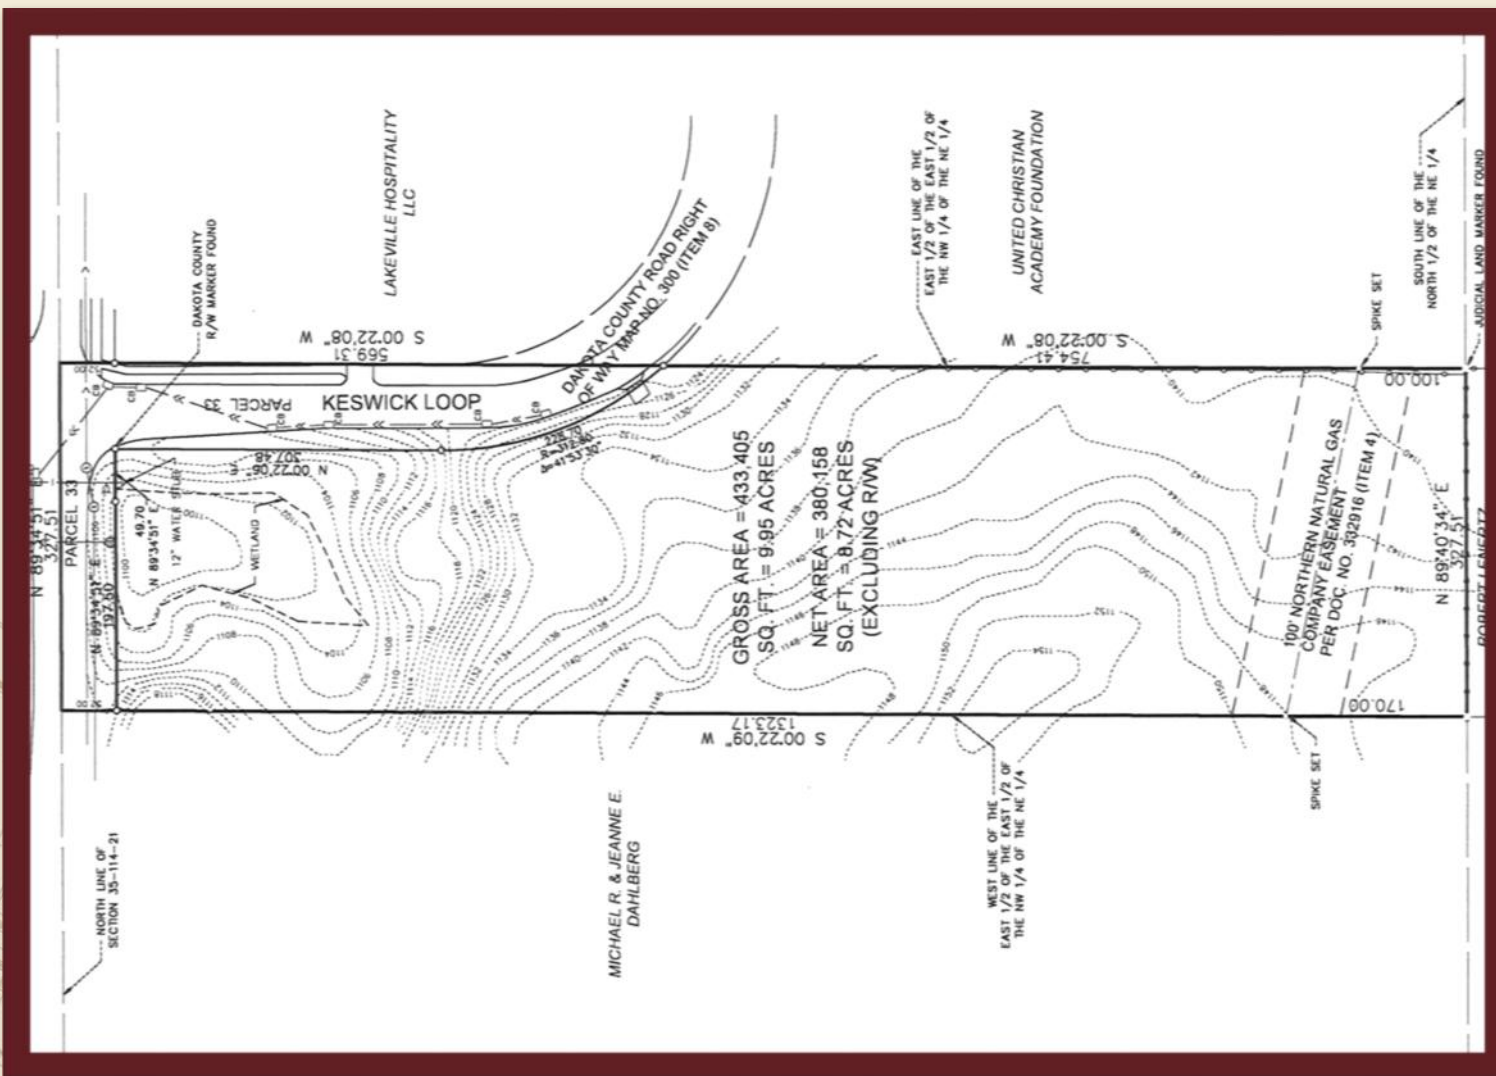 N 89°34'51" E
327.51
PARCEL 33
N 89°34'51" E
197.80
49.70
N 89°34'51" E
12" WATER STUB
WETLAND
DAKOTA COUNTY
R/W MARKER FOUND
LAKEVILLE HOSPITALITY
LLC
S 00°22'08" W
569.31
PARCEL 33
KESWICK LOOP
N 00°22'06" E
307.48
228.70
R=312.80
Δ=41°53'30"
DAKOTA COUNTY ROAD RIGHT
OF WAY MAP NO. 300 (ITEM 8)
EAST LINE OF THE
EAST 1/2 OF THE EAST 1/2 OF
THE NW 1/4 OF THE NE 1/4
UNITED CHRISTIAN
ACADEMY FOUNDATION
S 00°22'08" W
754.41
SPIKE SET
SOUTH LINE OF THE
NORTH 1/2 OF THE NE 1/4
JUDICIAL LAND MARKER FOUND
100.00
GROSS AREA = 433,405
SQ. FT. = 9.95 ACRES
NET AREA = 380,158
SQ. FT. = 8.72 ACRES
(EXCLUDING R/W)
100' NORTHERN NATURAL GAS
COMPANY EASEMENT
PER DOC. NO. 332916 (ITEM 4)
N 89°40'34" E
327.51
170.00
S 00°22'09" W
1323.17
SPIKE SET
WEST LINE OF THE
EAST 1/2 OF THE EAST 1/2 OF
THE NW 1/4 OF THE NE 1/4
MICHAEL R. & JEANNE E.
DAHLBERG
NORTH LINE OF
SECTION 35-114-21